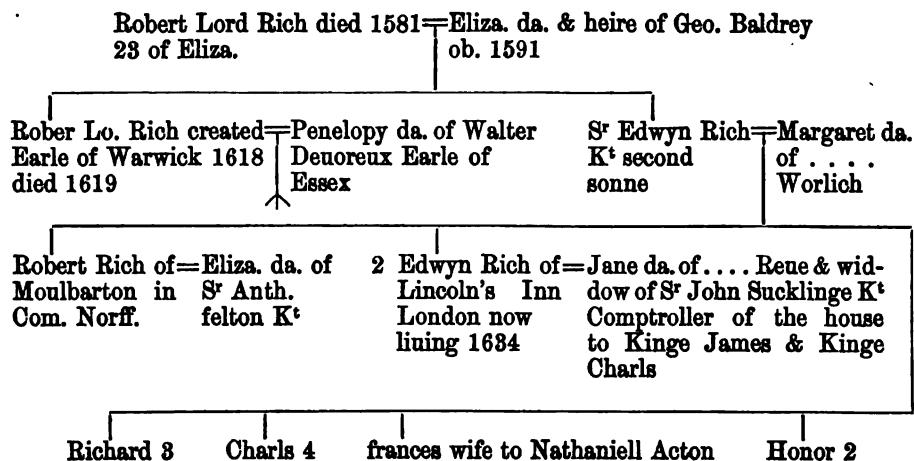 Robert Lord Rich died 1581 = Eliza. da. & heire of Geo. Baldrey
23 of Eliza. ob. 1591
Rober Lo. Rich created = Penelopy da. of Walter Sʳ Edwyn Rich = Margaret da.
Earle of Warwick 1618 Deuoreux Earle of Kᵗ second of . . . .
died 1619 Essex sonne Worlich
Robert Rich of = Eliza. da. of 2 Edwyn Rich of = Jane da. of . . . . Reue & wid-
Moulbarton in Sʳ Anth. Lincoln's Inn dow of Sʳ John Sucklinge Kᵗ
Com. Norff. felton Kᵗ London now Comptroller of the house
liuing 1634 to Kinge James & Kinge
Charls
Richard 3 Charls 4 frances wife to Nathaniell Acton Honor 2